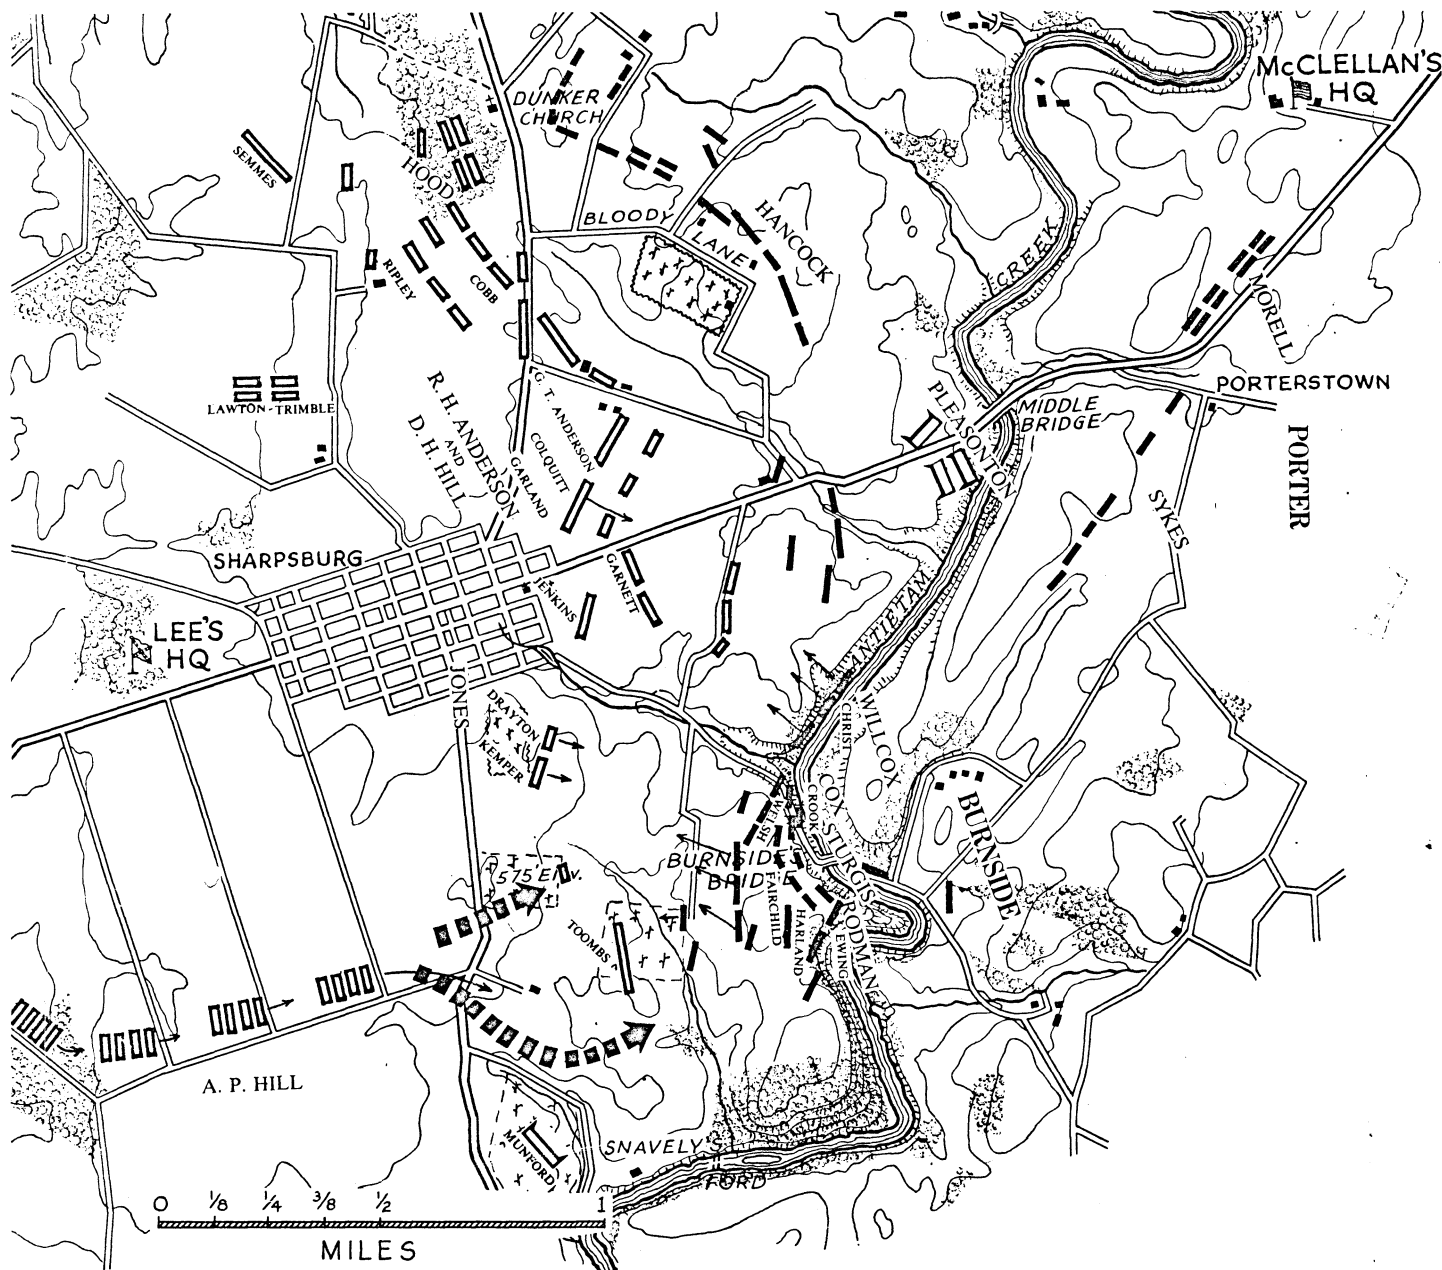 McCLELLAN'S
HQ
DUNKER
CHURCH
SEMMES
HOOD
BLOODY
LANE
HANCOCK
CREEK
RIPLEY
COBB
MORELL
LAWTON-TRIMBLE
R. H. ANDERSON
AND
D. H. HILL
G. T. ANDERSON
COLQUITT
GARLAND
PLEASONTON
MIDDLE
BRIDGE
PORTERSTOWN
PORTER
SYKES
SHARPSBURG
GARNETT
JENKINS
ANTIETAM
LEE'S
HQ
JONES
DRAYTON
KEMPER
WILLCOX
CHRIST
COX
CROOK
WELSH
STURGIS
BURNSIDE
BURNSIDE'S
BRIDGE
575 Elev.
FAIRCHILD
HARLAND
RODMAN
EWING
TOOMBS
A. P. HILL
MUNFORD
SNAVELY'S
FORD
0 1/8 1/4 3/8 1/2 1
MILES